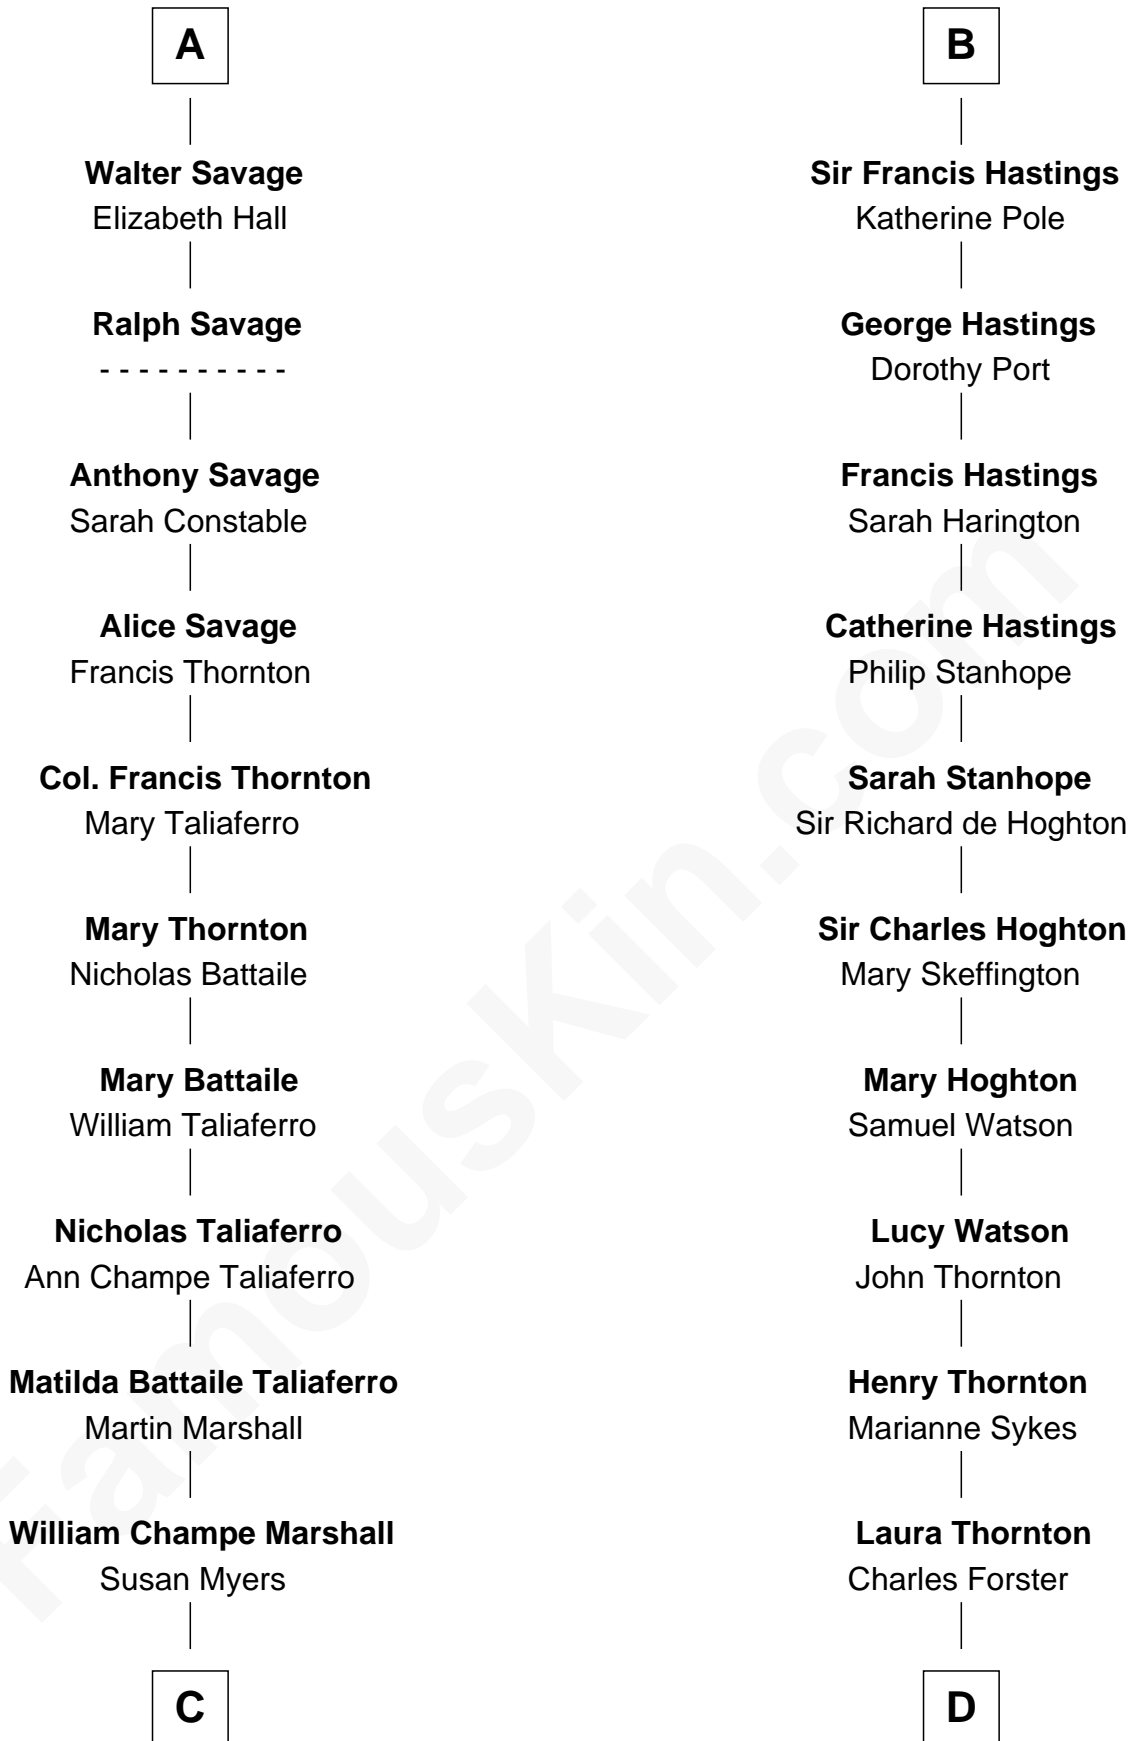 A
Walter Savage
Elizabeth Hall
Ralph Savage
- - - - - - - - - -
Anthony Savage
Sarah Constable
Alice Savage
Francis Thornton
Col. Francis Thornton
Mary Taliaferro
Mary Thornton
Nicholas Battaile
Mary Battaile
William Taliaferro
Nicholas Taliaferro
Ann Champe Taliaferro
Matilda Battaile Taliaferro
Martin Marshall
William Champe Marshall
Susan Myers
C
B
Sir Francis Hastings
Katherine Pole
George Hastings
Dorothy Port
Francis Hastings
Sarah Harington
Catherine Hastings
Philip Stanhope
Sarah Stanhope
Sir Richard de Hoghton
Sir Charles Hoghton
Mary Skeffington
Mary Hoghton
Samuel Watson
Lucy Watson
John Thornton
Henry Thornton
Marianne Sykes
Laura Thornton
Charles Forster
D
FamousKin.com